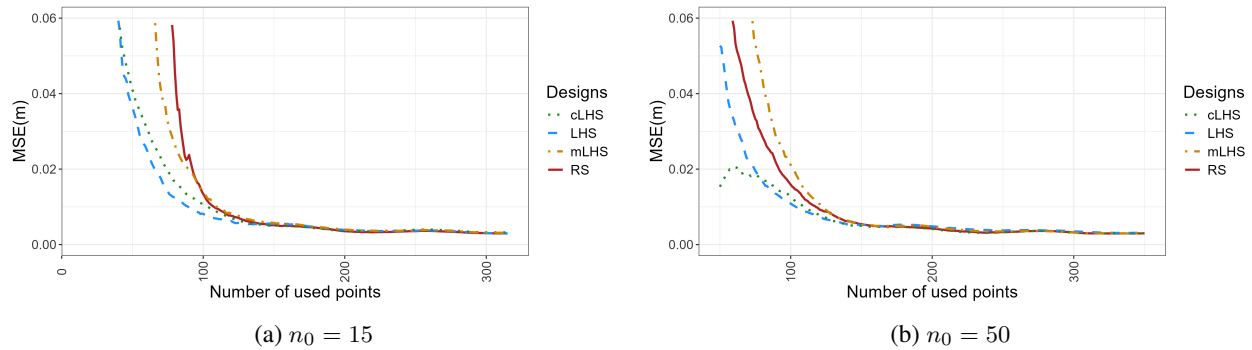 0.06
0.04
0.02
0.00
MSE(m)
0
100
200
300
Number of used points
Designs
cLHS
LHS
mLHS
RS
(a) n₀ = 15
0.06
0.04
0.02
0.00
MSE(m)
100
200
300
Number of used points
Designs
cLHS
LHS
mLHS
RS
(b) n₀ = 50